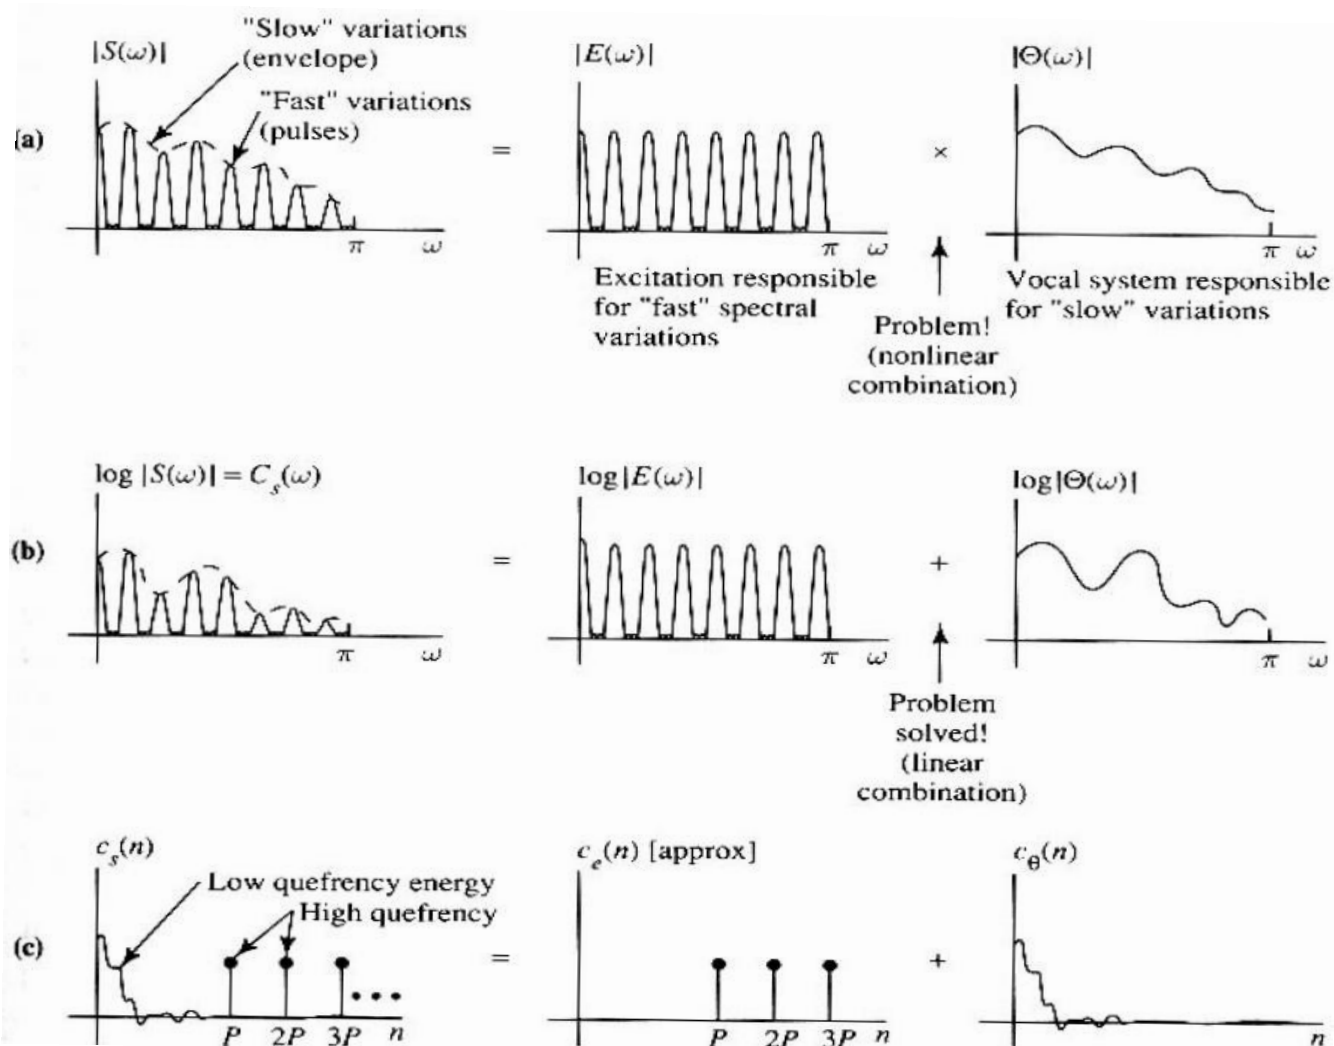 |S(ω)|
"Slow" variations
(envelope)
"Fast" variations
(pulses)
(a)
π ω
=
|E(ω)|
π ω
Excitation responsible
for "fast" spectral
variations
×
Problem!
(nonlinear
combination)
|Θ(ω)|
π ω
Vocal system responsible
for "slow" variations
log |S(ω)| = C_s(ω)
(b)
π ω
=
log|E(ω)|
π ω
+
Problem
solved!
(linear
combination)
log|Θ(ω)|
π ω
c_s(n)
Low quefrency energy
High quefrency
(c)
P 2P 3P n
=
c_e(n) [approx]
P 2P 3P n
+
c_θ(n)
n